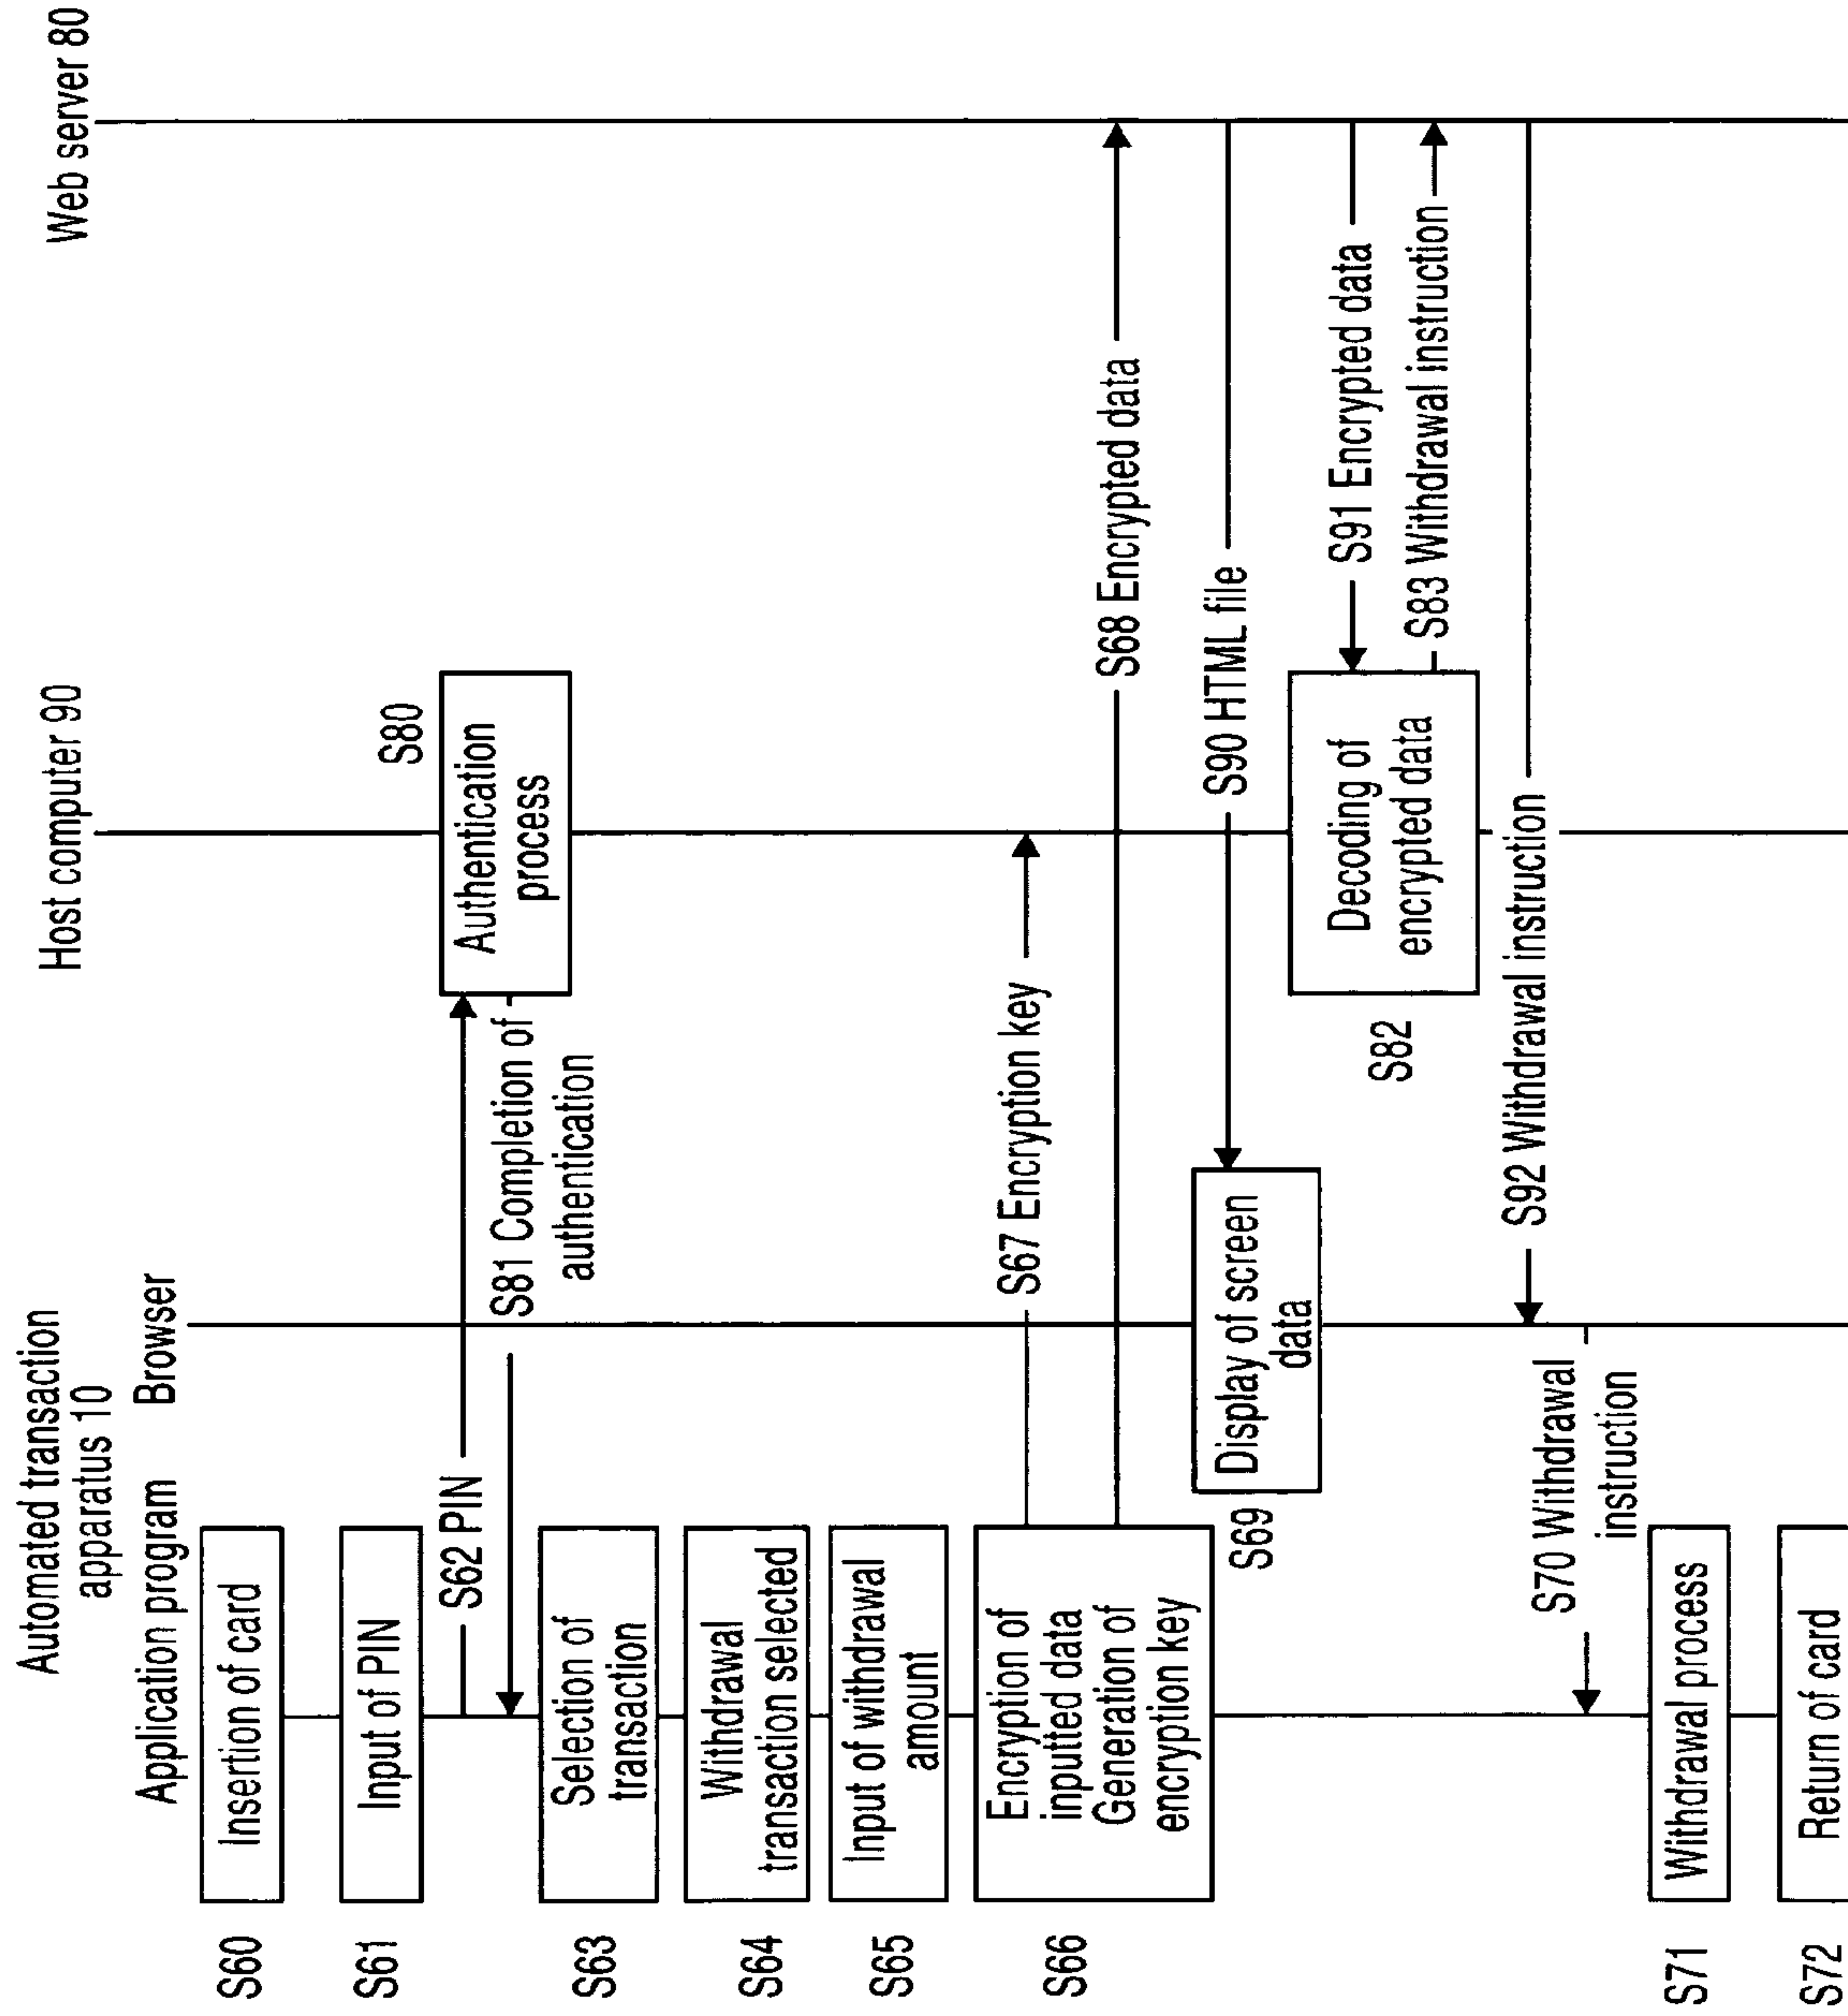 Automated transaction
apparatus 10
Application program
Browser
Host computer 90
Web server 80
S60
Insertion of card
S61
Input of PIN
S62 PIN
S80
Authentication
process
S81 Completion of
authentication
S63
Selection of
transaction
S64
Withdrawal
transaction selected
S65
Input of withdrawal
amount
S66
Encryption of
inputted data
Generation of
encryption key
S67 Encryption key
S68 Encrypted data
S90 HTML file
S69
Display of screen
data
S91 Encrypted data
S82
Decoding of
encrypted data
S83 Withdrawal instruction
S92 Withdrawal instruction
S70 Withdrawal
instruction
S71
Withdrawal process
S72
Return of card